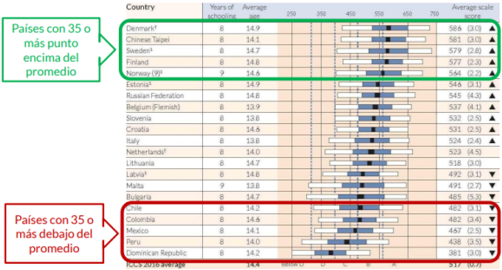 Country Years of schooling Average age 250 350 450 550 650 750 Average scale score
Países con 35 o más punto encima del promedio
Denmark† 8 14.9 586 (3.0) ▲
Chinese Taipei 8 14.1 581 (3.0) ▲
Sweden¹ 8 14.7 579 (2.8) ▲
Finland 8 14.8 577 (2.3) ▲
Norway (9)¹ 9 14.6 564 (2.2) ▲
Estonia¹ 8 14.9 546 (3.1) ▲
Russian Federation 8 14.8 545 (4.3) ▲
Belgium (Flemish) 8 13.9 537 (4.1) ▲
Slovenia 8 13.8 532 (2.5) ▲
Croatia 8 14.6 531 (2.5) ▲
Italy 8 13.8 524 (2.4) ▲
Netherlands† 8 14.0 523 (4.5)
Lithuania 8 14.7 518 (3.0)
Latvia¹ 8 14.8 492 (3.1) ▼
Malta 9 13.8 491 (2.7) ▼
Bulgaria 8 14.7 485 (5.3) ▼
Países con 35 o más debajo del promedio
Chile 8 14.2 482 (3.1) ▼
Colombia 8 14.6 482 (3.4) ▼
Mexico 8 14.1 467 (2.5) ▼
Peru 8 14.0 438 (3.5) ▼
Dominican Republic 8 14.2 381 (3.0) ▼
ICCS 2016 average 14.4 D C B A 517 (0.7)